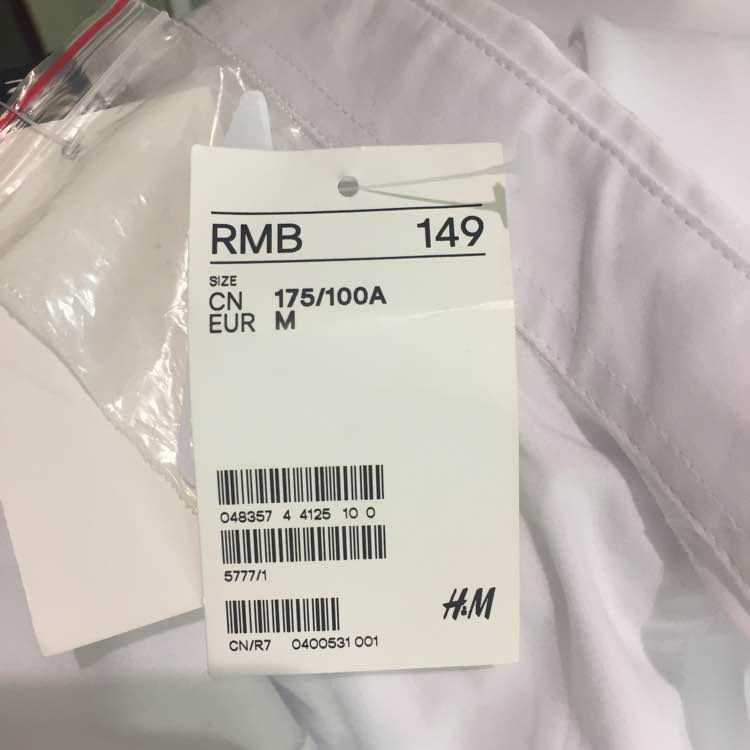 RMB 149
SIZE
CN 175/100A
EUR M
048357 4 4125 10 0
5777/1
H&M
CN/R7 0400531 001